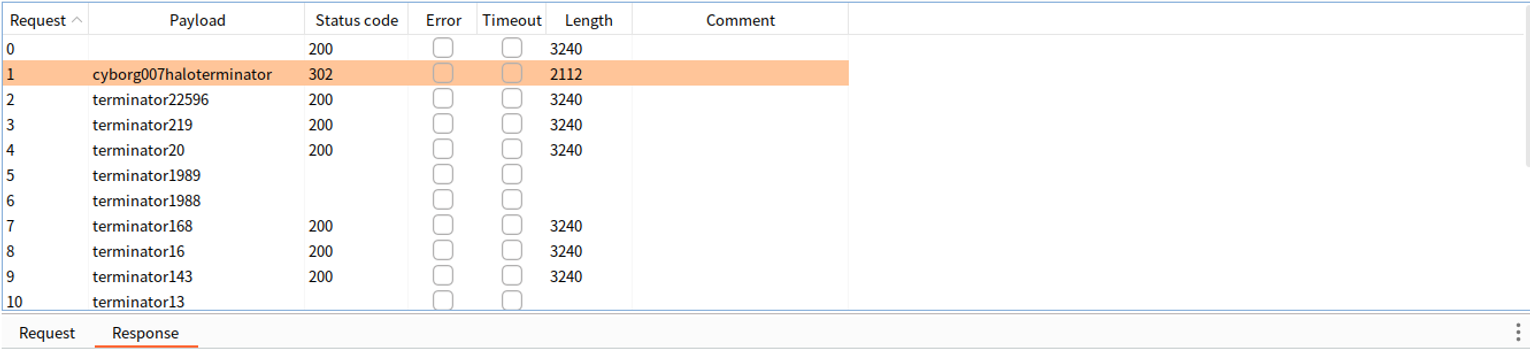 Request Payload Status code Error Timeout Length Comment
0 200 3240
1 cyborg007haloterminator 302 2112
2 terminator22596 200 3240
3 terminator219 200 3240
4 terminator20 200 3240
5 terminator1989
6 terminator1988
7 terminator168 200 3240
8 terminator16 200 3240
9 terminator143 200 3240
10 terminator13
Request Response